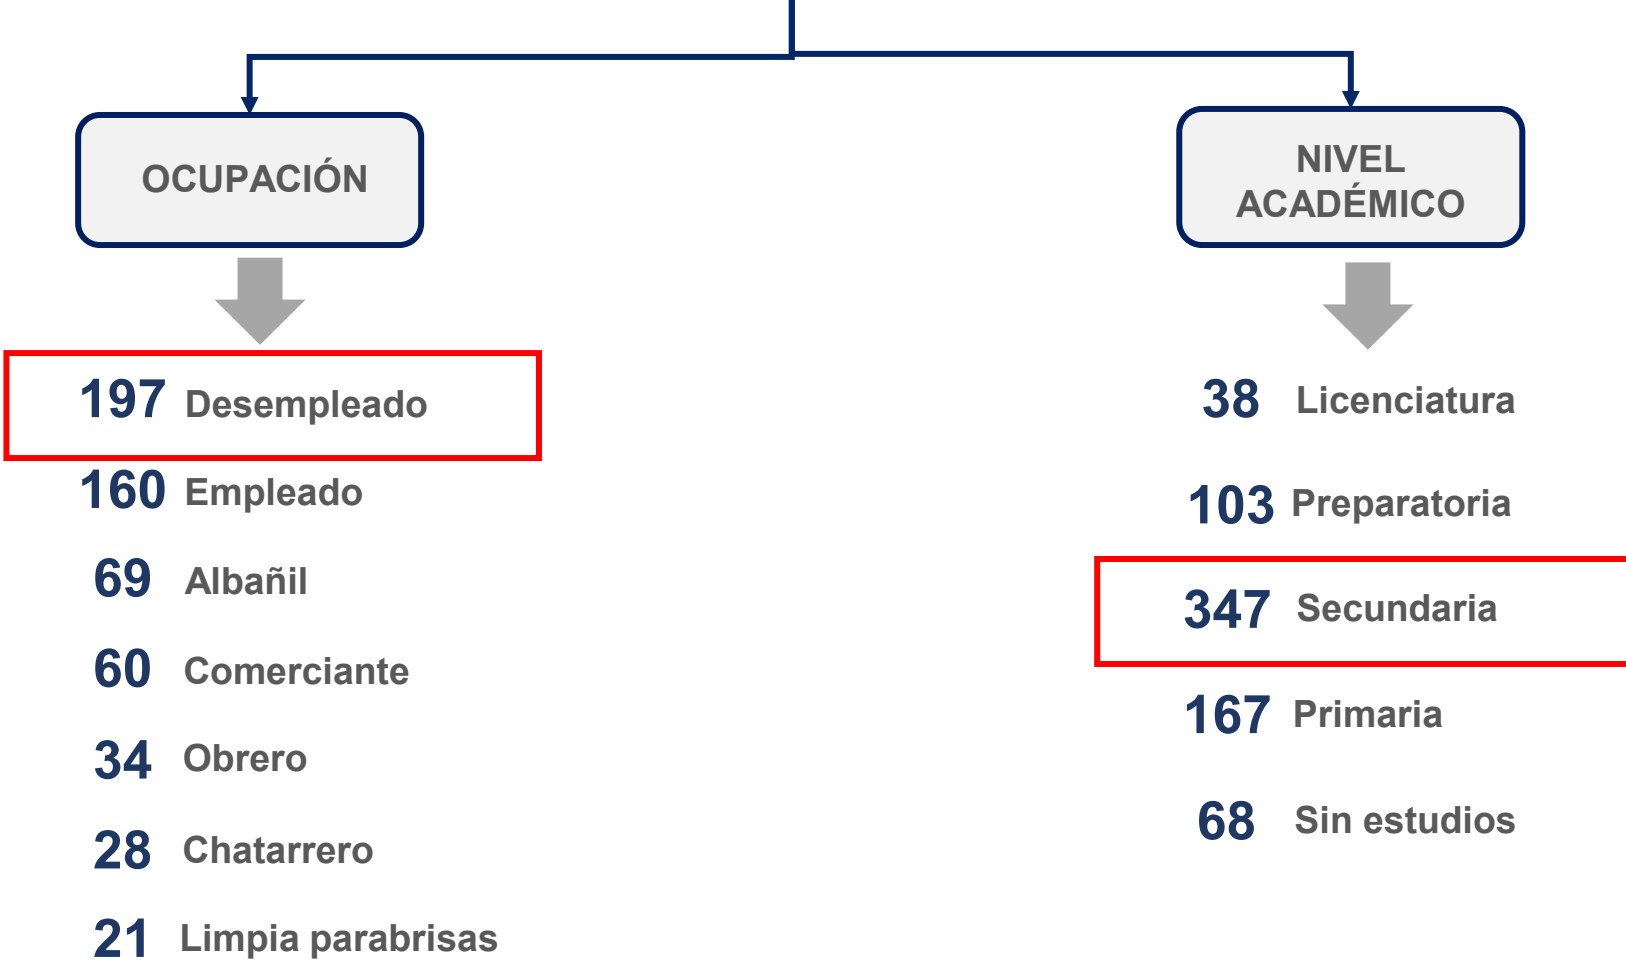 OCUPACIÓN
197 Desempleado
160 Empleado
69 Albañil
60 Comerciante
34 Obrero
28 Chatarrero
21 Limpia parabrisas
NIVEL
ACADÉMICO
38 Licenciatura
103 Preparatoria
347 Secundaria
167 Primaria
68 Sin estudios